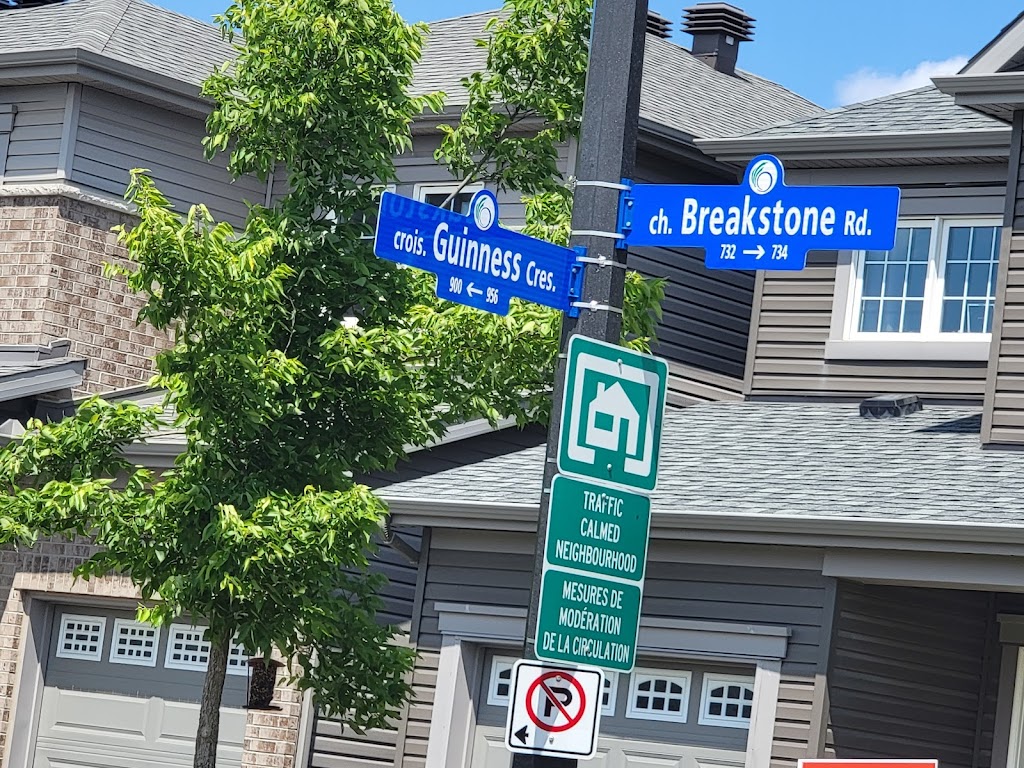 crois. Guinness Cres.
900 ← 956
ch. Breakstone Rd.
732 → 734
TRAFFIC
CALMED
NEIGHBOURHOOD
MESURES DE
MODÉRATION
DE LA CIRCULATION
P